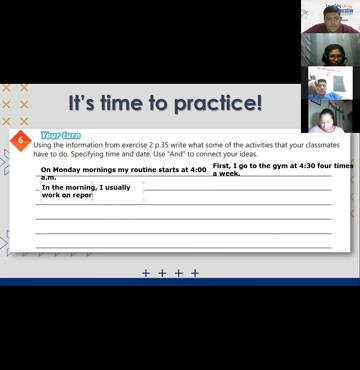 It's time to practice!
6
Your turn
Using the information from exercise 2 p.35 write what some of the activities that your classmates
have to do. Specifying time and date. Use "And" to connect your ideas.
On Monday mornings my routine starts at 4:00
a.m.
First, I go to the gym at 4:30 four times
a week.
In the morning, I usually
work on repor